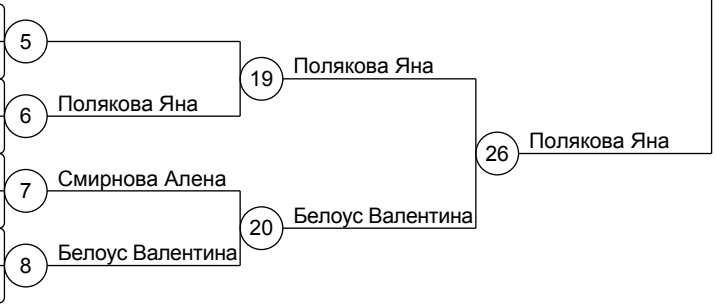 5
19 Полякова Яна
6 Полякова Яна
26 Полякова Яна
7 Смирнова Алена
20 Белоус Валентина
8 Белоус Валентина